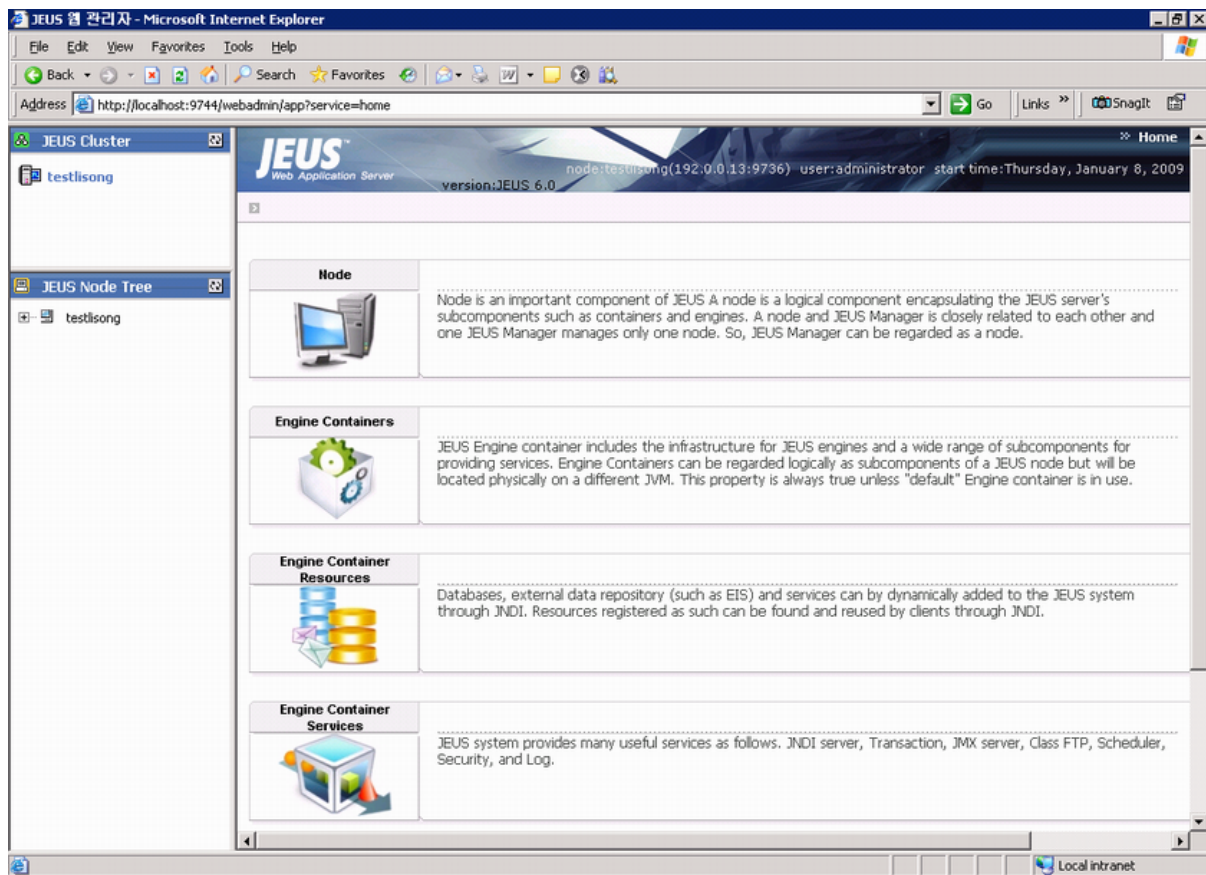 JEUS 웹 관리자 - Microsoft Internet Explorer
File Edit View Favorites Tools Help
Back Search Favorites
Address http://localhost:9744/webadmin/app?service=home Go Links » SnagIt
JEUS Cluster
testlisong
JEUS Node Tree
testlisong
» Home
JEUS™
Web Application Server
version:JEUS 6.0
node:testlisong(192.0.0.13:9736) user:administrator start time:Thursday, January 8, 2009
Node
Node is an important component of JEUS A node is a logical component encapsulating the JEUS server's
subcomponents such as containers and engines. A node and JEUS Manager is closely related to each other and
one JEUS Manager manages only one node. So, JEUS Manager can be regarded as a node.
Engine Containers
JEUS Engine container includes the infrastructure for JEUS engines and a wide range of subcomponents for
providing services. Engine Containers can be regarded logically as subcomponents of a JEUS node but will be
located physically on a different JVM. This property is always true unless "default" Engine container is in use.
Engine Container
Resources
Databases, external data repository (such as EIS) and services can by dynamically added to the JEUS system
through JNDI. Resources registered as such can be found and reused by clients through JNDI.
Engine Container
Services
JEUS system provides many useful services as follows. JNDI server, Transaction, JMX server, Class FTP, Scheduler,
Security, and Log.
Local intranet